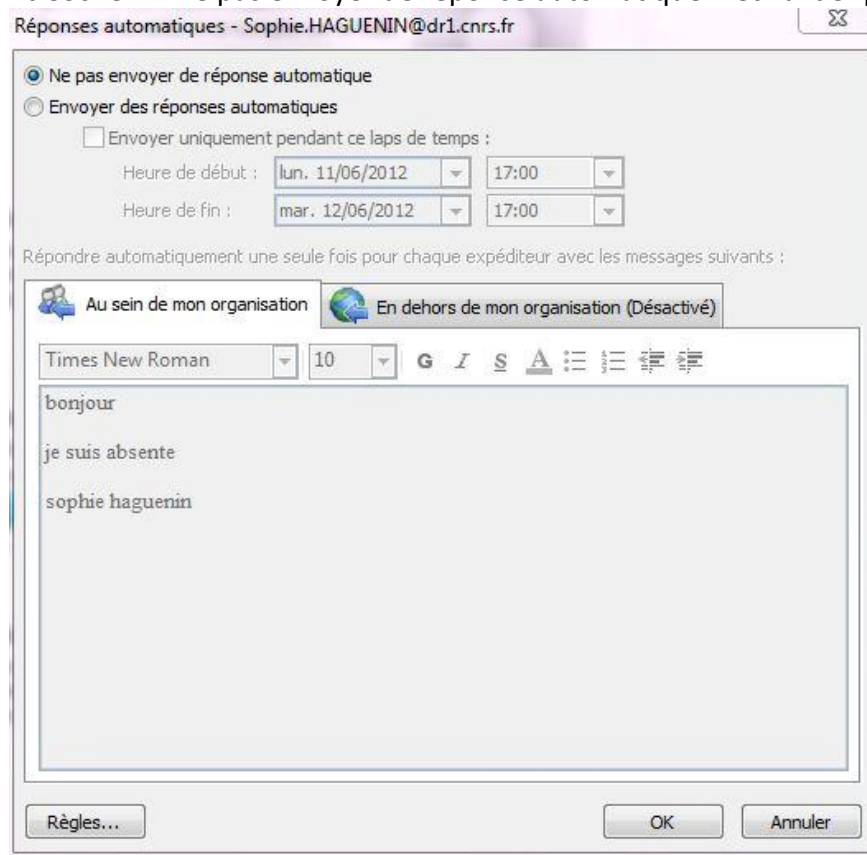 Réponses automatiques - Sophie.HAGUENIN@dr1.cnrs.fr
Ne pas envoyer de réponse automatique
Envoyer des réponses automatiques
Envoyer uniquement pendant ce laps de temps :
Heure de début : lun. 11/06/2012 17:00
Heure de fin : mar. 12/06/2012 17:00
Répondre automatiquement une seule fois pour chaque expéditeur avec les messages suivants :
Au sein de mon organisation En dehors de mon organisation (Désactivé)
Times New Roman 10 G I S A
bonjour
je suis absente
sophie haguenin
Règles... OK Annuler